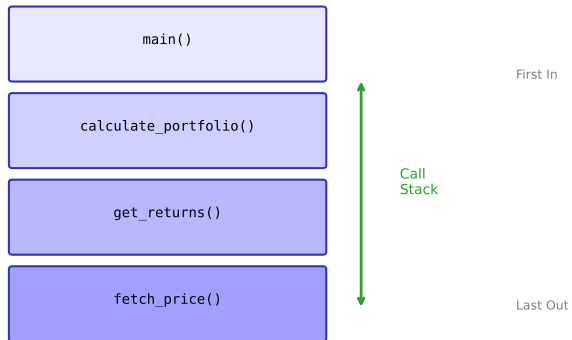 main()
First In
calculate_portfolio()
Call
Stack
get_returns()
fetch_price()
Last Out